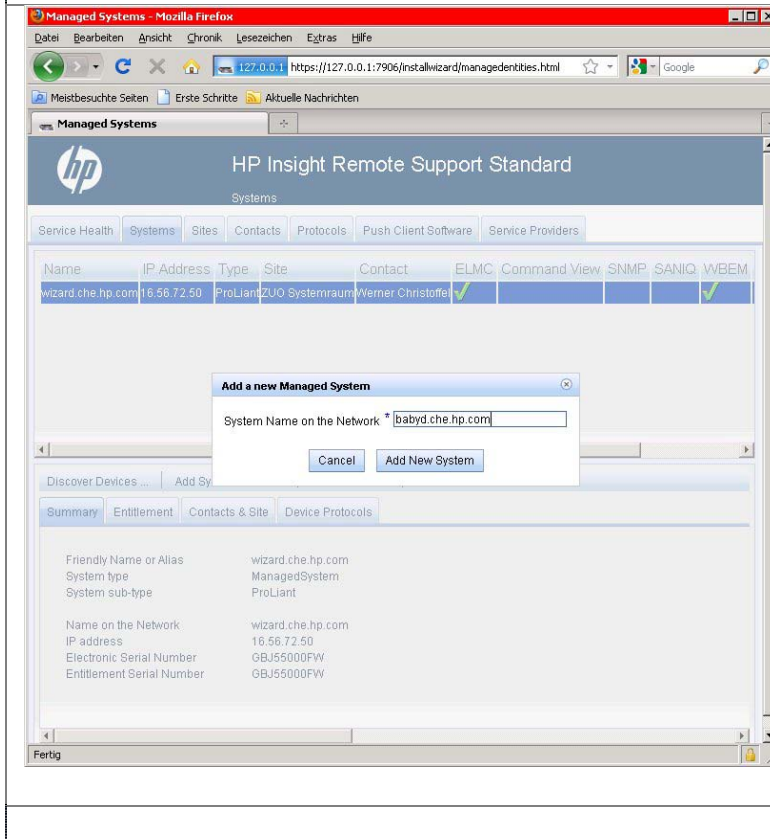 Managed Systems - Mozilla Firefox
Datei Bearbeiten Ansicht Chronik Lesezeichen Extras Hilfe
127.0.0.1 https://127.0.0.1:7906/installwizard/managedentities.html Google
Meistbesuchte Seiten Erste Schritte Aktuelle Nachrichten
Managed Systems
hp
HP Insight Remote Support Standard
Systems
Service Health Systems Sites Contacts Protocols Push Client Software Service Providers
Name IP Address Type Site Contact ELMC Command View SNMP SANIQ WBEM
wizard.che.hp.com 16.56.72.50 ProLiant ZUO Systemraum Werner Christoffel
Add a new Managed System
System Name on the Network * babyd.che.hp.com
Cancel Add New System
Discover Devices ... Add Sy
Summary Entitlement Contacts & Site Device Protocols
Friendly Name or Alias wizard.che.hp.com
System type ManagedSystem
System sub-type ProLiant
Name on the Network wizard.che.hp.com
IP address 16.56.72.50
Electronic Serial Number GBJ55000FW
Entitlement Serial Number GBJ55000FW
Fertig